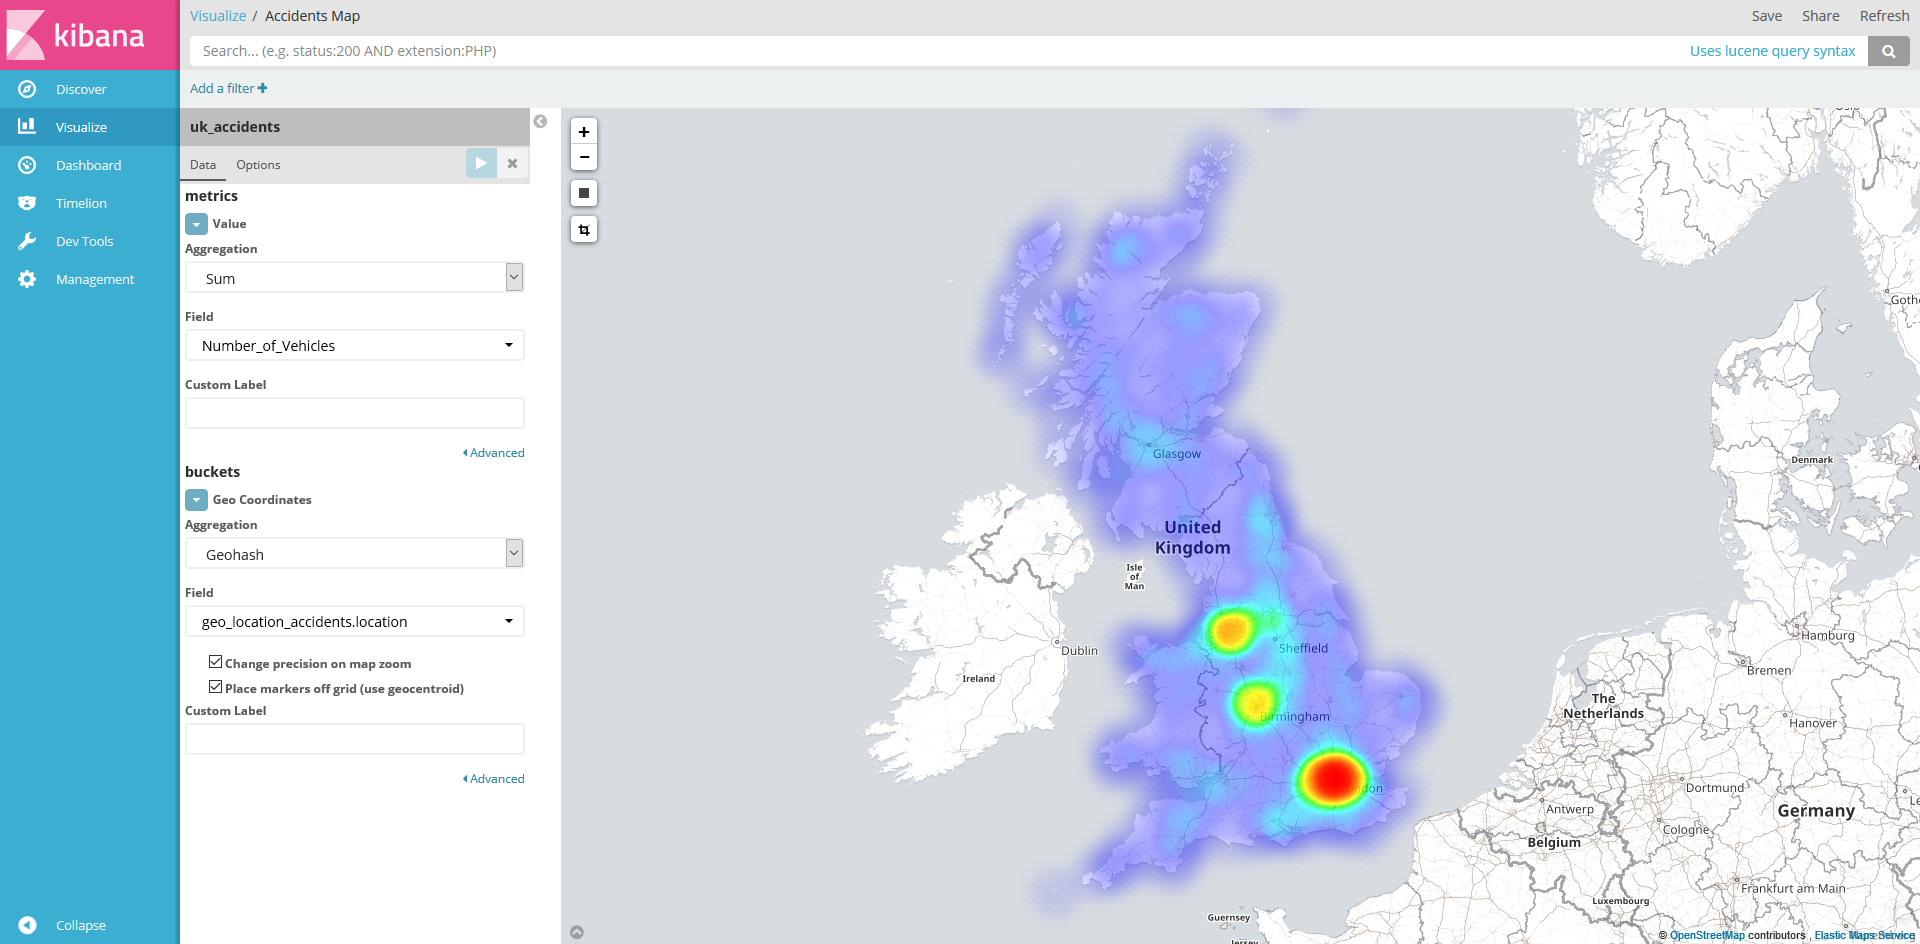 kibana
Discover
Visualize
Dashboard
Timelion
Dev Tools
Management
Collapse
Visualize / Accidents Map
Save Share Refresh
Search... (e.g. status:200 AND extension:PHP)
Uses lucene query syntax
Add a filter
uk_accidents
Data Options
metrics
Value
Aggregation
Sum
Field
Number_of_Vehicles
Custom Label
Advanced
buckets
Geo Coordinates
Aggregation
Geohash
Field
geo_location_accidents.location
Change precision on map zoom
Place markers off grid (use geocentroid)
Custom Label
Advanced
Goth
Glasgow
Denmark
United
Kingdom
Isle
of
Man
Dublin
Sheffield
Hamburg
Ireland
Bremen
The
Netherlands
Birmingham
Hanover
ndon
Dortmund
Le
Antwerp
Germany
Cologne
Belgium
Frankfurt am Main
Luxembourg
Guernsey
Jersey
© OpenStreetMap contributors , Elastic Maps Service